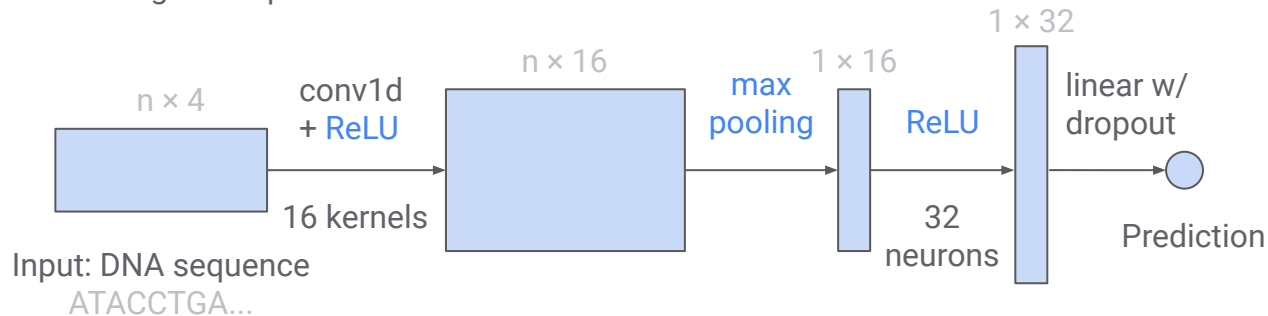 n × 4
conv1d
+ ReLU
16 kernels
n × 16
max
pooling
1 × 16
ReLU
32
neurons
1 × 32
linear w/
dropout
Prediction
Input: DNA sequence
ATACCTGA...